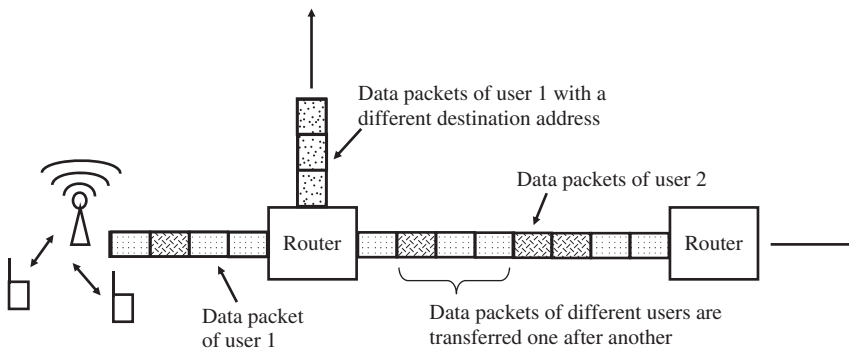 Data packets of user 1 with a
different destination address
Data packets of user 2
Router
Router
Data packet
of user 1
Data packets of different users are
transferred one after another